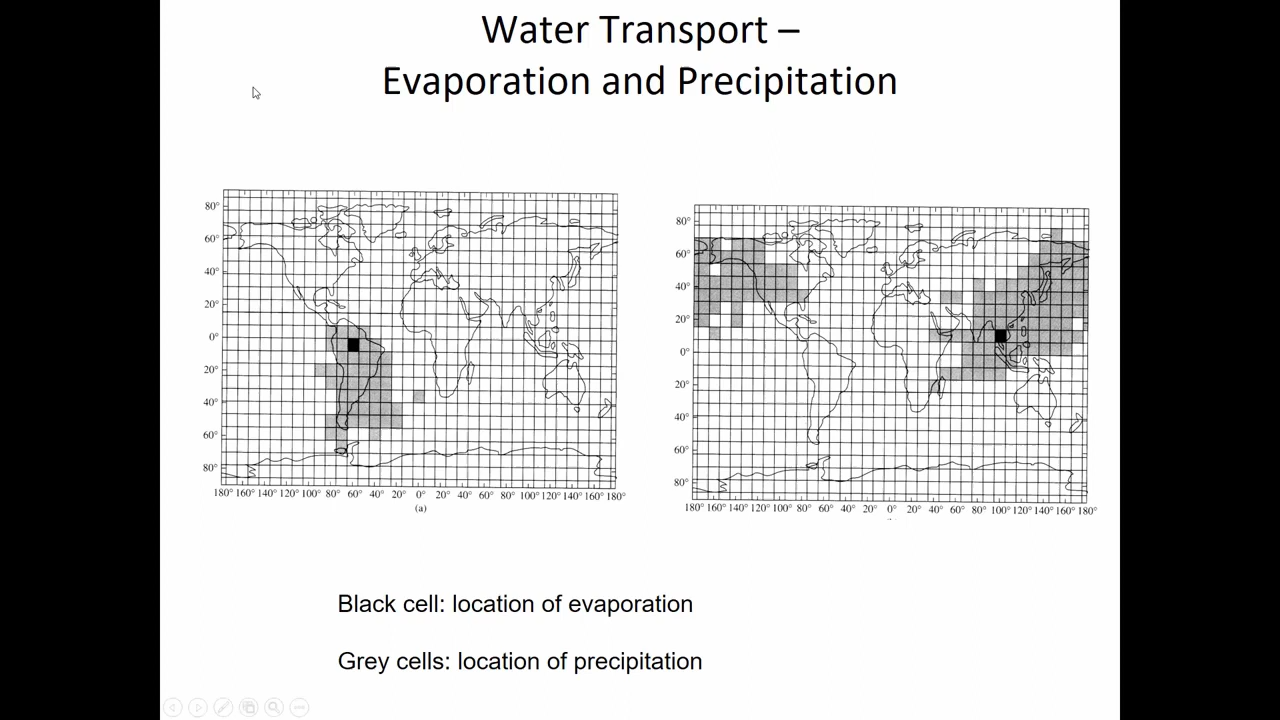 Water Transport –
Evaporation and Precipitation
80°
60°
40°
20°
0°
20°
40°
60°
80°
180° 160° 140° 120° 100° 80° 60° 40° 20° 0° 20° 40° 60° 80° 100° 120° 140° 160° 180°
(a)
80°
60°
40°
20°
0°
20°
40°
60°
80°
180° 160° 140° 120° 100° 80° 60° 40° 20° 0° 20° 40° 60° 80° 100° 120° 140° 160° 180°
Black cell: location of evaporation
Grey cells: location of precipitation